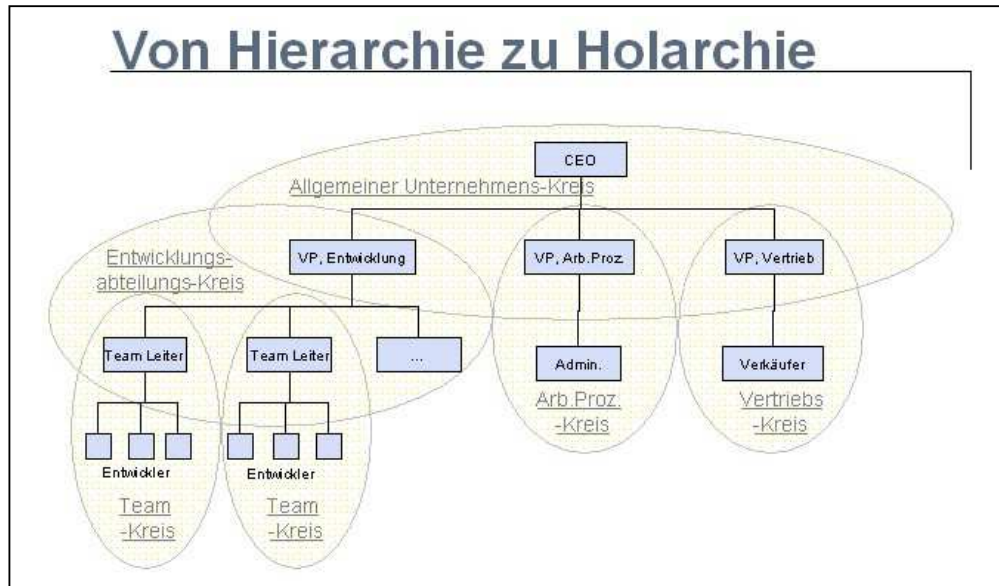 Von Hierarchie zu Holarchie
CEO
Allgemeiner Unternehmens-Kreis
Entwicklungs-
abteilungs-Kreis
VP, Entwicklung
VP, Arb.Proz.
VP, Vertrieb
Team Leiter
Team Leiter
...
Admin.
Verkäufer
Arb.Proz.
-Kreis
Vertriebs
-Kreis
Entwickler
Entwickler
Team
-Kreis
Team
-Kreis